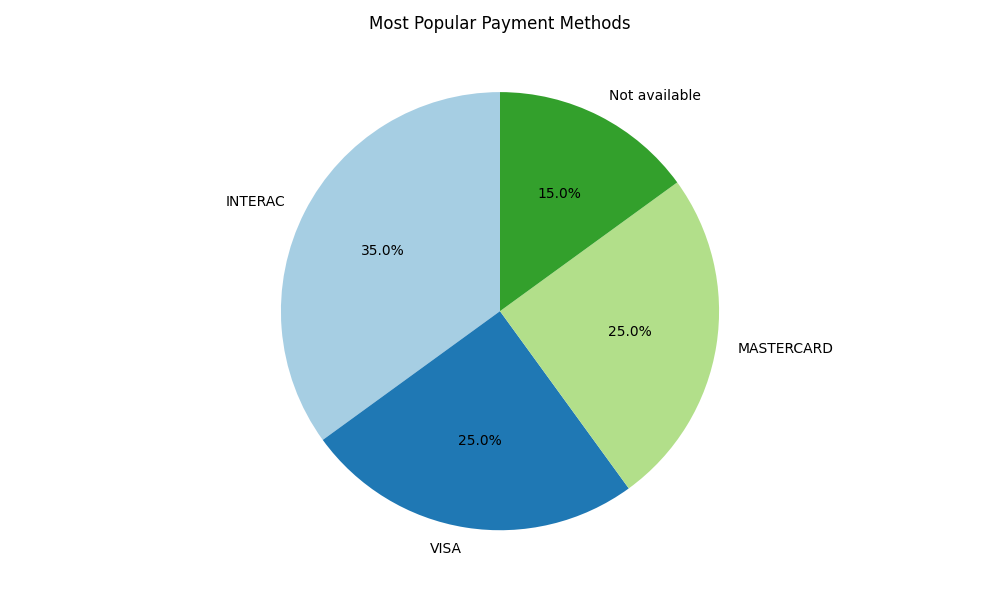 Most Popular Payment Methods
Not available
15.0%
INTERAC
35.0%
25.0%
MASTERCARD
25.0%
VISA